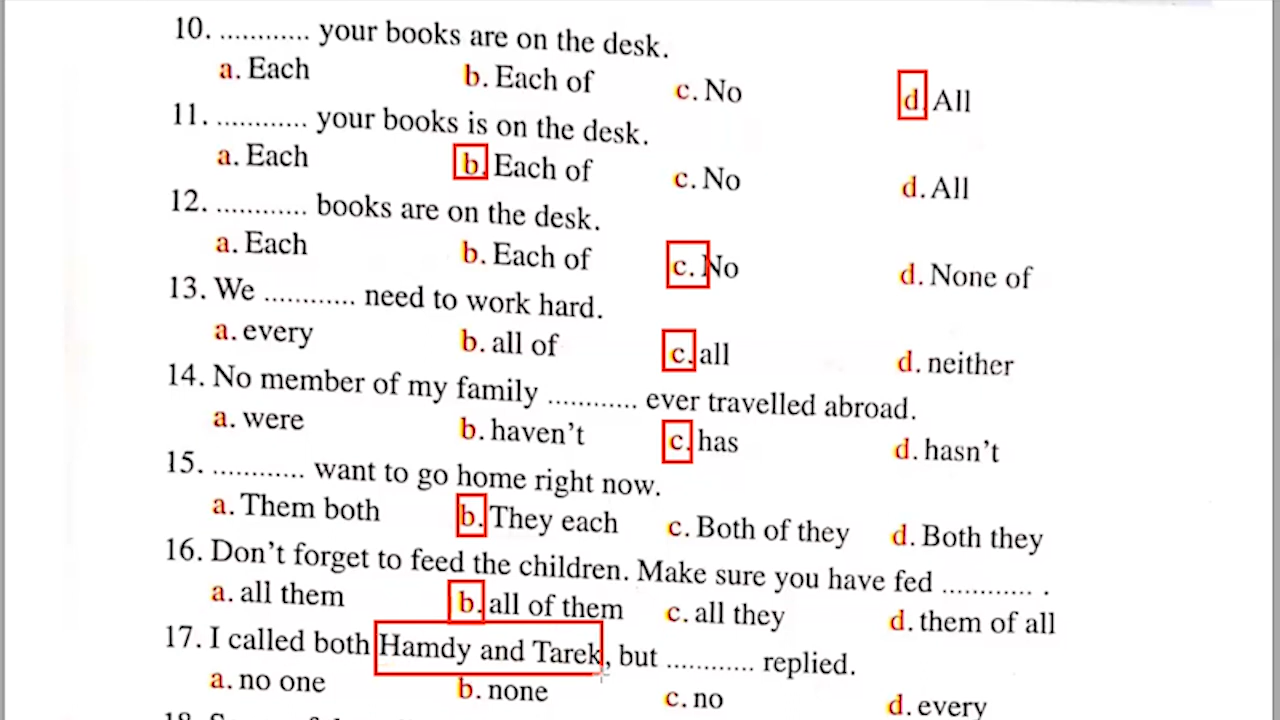 10. ............ your books are on the desk.
a. Each b. Each of c. No d. All
11. ............ your books is on the desk.
a. Each b. Each of c. No d. All
12. ............ books are on the desk.
a. Each b. Each of c. No d. None of
13. We ............ need to work hard.
a. every b. all of c. all d. neither
14. No member of my family ............ ever travelled abroad.
a. were b. haven't c. has d. hasn't
15. ............ want to go home right now.
a. Them both b. They each c. Both of they d. Both they
16. Don't forget to feed the children. Make sure you have fed ............ .
a. all them b. all of them c. all they d. them of all
17. I called both Hamdy and Tarek, but ............ replied.
a. no one b. none c. no d. every